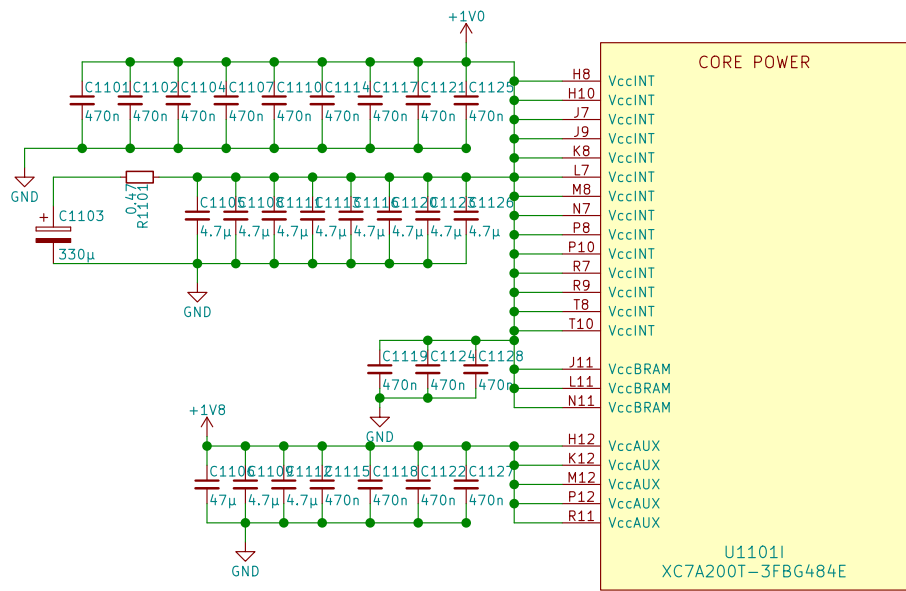 +1V0
CORE POWER
C1101 C1102 C1104 C1107 C1110 C1114 C1117 C1121 C1125
470n 470n 470n 470n 470n 470n 470n 470n 470n
H8 VccINT
H10 VccINT
J7 VccINT
J9 VccINT
K8 VccINT
L7 VccINT
M8 VccINT
N7 VccINT
P8 VccINT
P10 VccINT
R7 VccINT
R9 VccINT
T8 VccINT
T10 VccINT
GND
0.47
R1101
C1105 C1108 C1111 C1113 C1116 C1120 C1123 C1126
+ C1103
4.7µ 4.7µ 4.7µ 4.7µ 4.7µ 4.7µ 4.7µ 4.7µ
330µ
GND
C1119 C1124 C1128
470n 470n 470n
J11 VccBRAM
L11 VccBRAM
N11 VccBRAM
GND
+1V8
C1106 C1109 C1112 C1115 C1118 C1122 C1127
47µ 4.7µ 4.7µ 470n 470n 470n 470n
H12 VccAUX
K12 VccAUX
M12 VccAUX
P12 VccAUX
R11 VccAUX
GND
U1101I
XC7A200T-3FBG484E